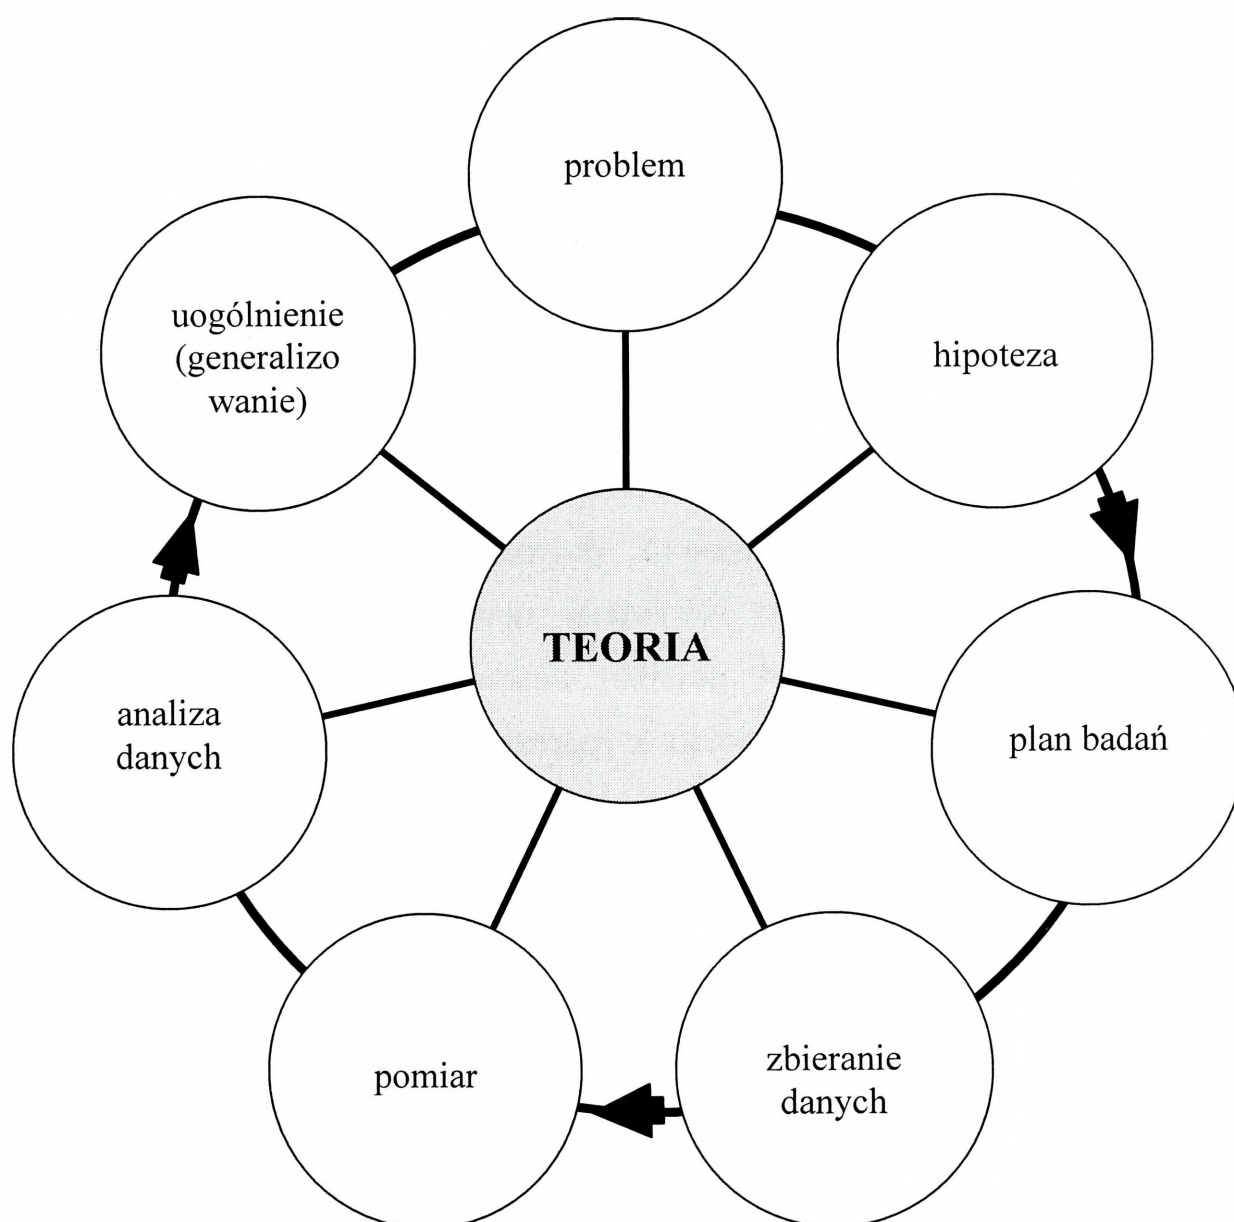 problem
hipoteza
plan badań
zbieranie
danych
pomiar
analiza
danych
uogólnienie
(generalizo
wanie)
TEORIA